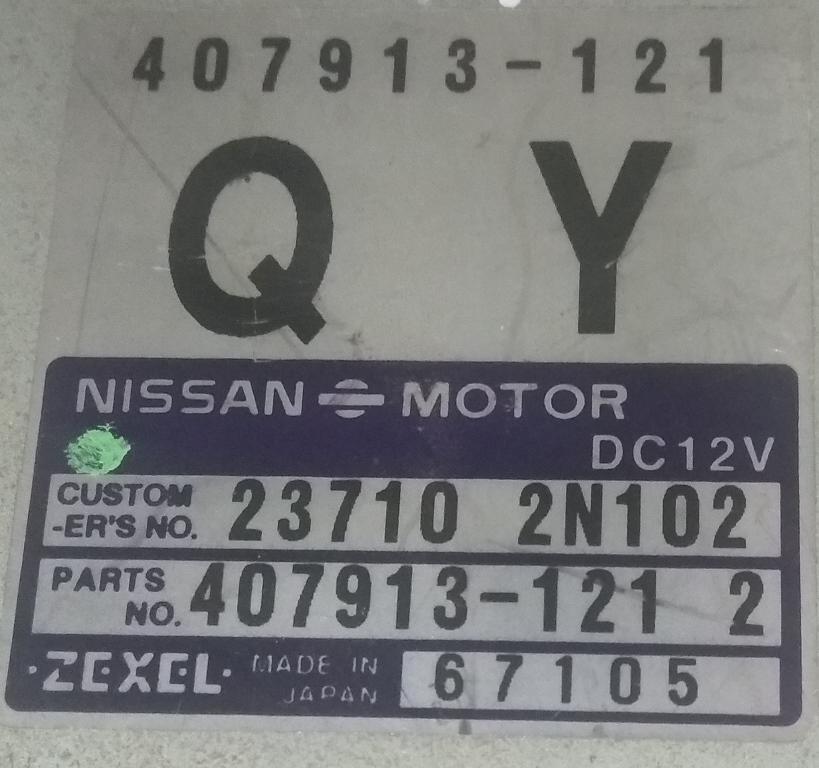 407913-121
Q Y
NISSAN MOTOR
DC12V
CUSTOM
-ER'S NO. 23710 2N102
PARTS
NO. 407913-121 2
·ZEXEL· MADE IN
JAPAN 67105